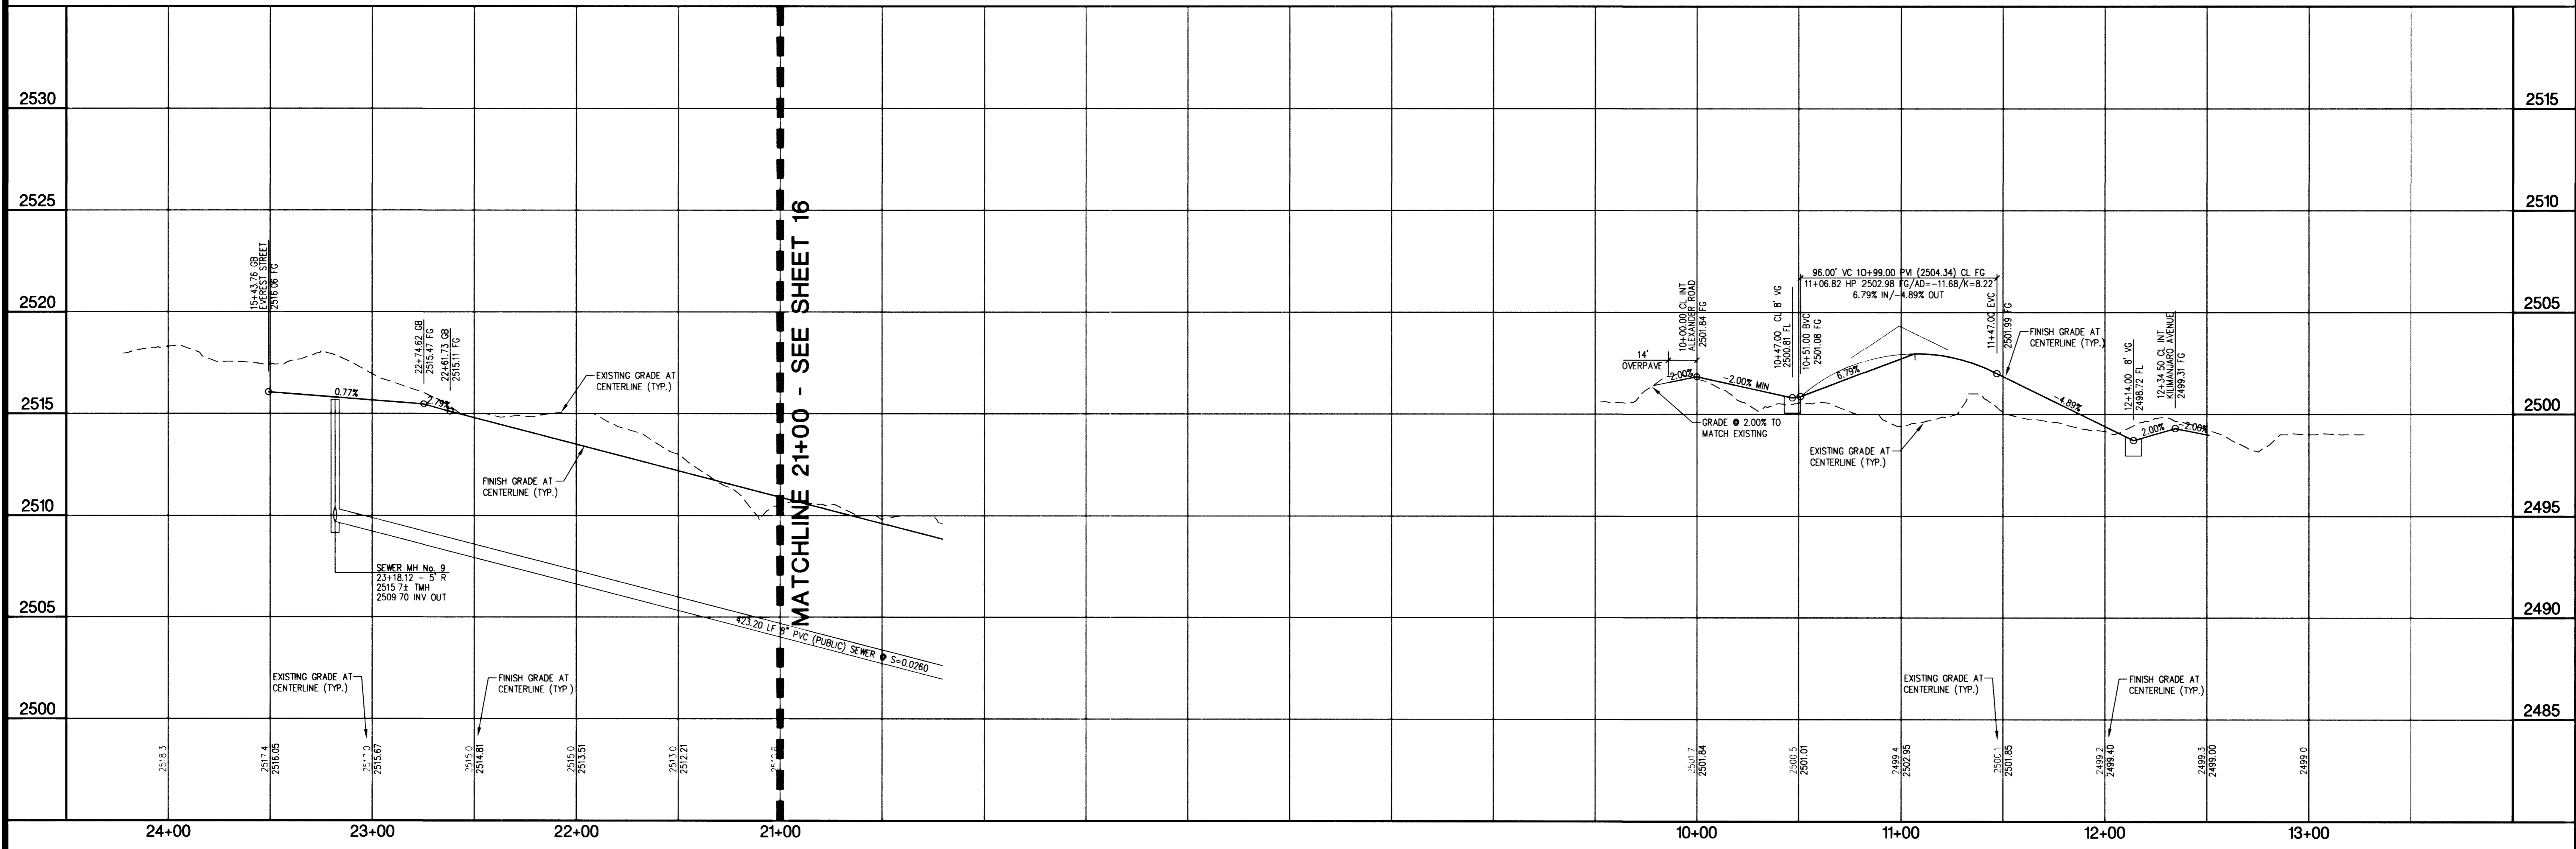 2530
2525
2520
2515
2510
2505
2500
15+43.76 GB
EVEREST STREET
2516.06 FG
22+74.62 GB
2515.47 FG
22+61.73 GB
2515.11 FG
0.77%
2.79%
EXISTING GRADE AT
CENTERLINE (TYP.)
FINISH GRADE AT
CENTERLINE (TYP.)
SEWER MH No. 9
23+18.12 - 5' R
2515 7± TMH
2509 70 INV OUT
423.20 LF 8" PVC (PUBLIC) SEWER @ S=0.0260
EXISTING GRADE AT
CENTERLINE (TYP.)
FINISH GRADE AT
CENTERLINE (TYP )
MATCHLINE 21+00 - SEE SHEET 16
2518.3
2517.4
2516.05
2515.67
2515.0
2514.81
2515.0
2513.51
2513.0
2512.21
24+00
23+00
22+00
21+00
14'
OVERPAVE
10+00.00 CL INT
ALEXANDER ROAD
2501.84 FG
2.00%
-2.00% MIN
GRADE @ 2.00% TO
MATCH EXISTING
10+47.00 CL 8' VG
2500.81 FL
10+51.00 BVC
2501.08 FG
96.00' VC 10+99.00 PVI (2504.34) CL FG
11+06.82 HP 2502.98 FG/AD=-11.68/K=8.22
6.79% IN/-4.89% OUT
6.79%
11+47.00 EVC
2501.99 FG
FINISH GRADE AT
CENTERLINE (TYP.)
EXISTING GRADE AT
CENTERLINE (TYP.)
-4.89%
12+14.00 8' VG
2498.72 FL
12+34.50 CL INT
KILIMANJARO AVENUE
2499.31 FG
2.00%
-2.00%
EXISTING GRADE AT
CENTERLINE (TYP.)
FINISH GRADE AT
CENTERLINE (TYP.)
2501.7
2501.84
2500.5
2501.01
2499.4
2502.95
2500.1
2501.85
2499.2
2499.40
2499.3
2499.00
2499.0
10+00
11+00
12+00
13+00
2515
2510
2505
2500
2495
2490
2485